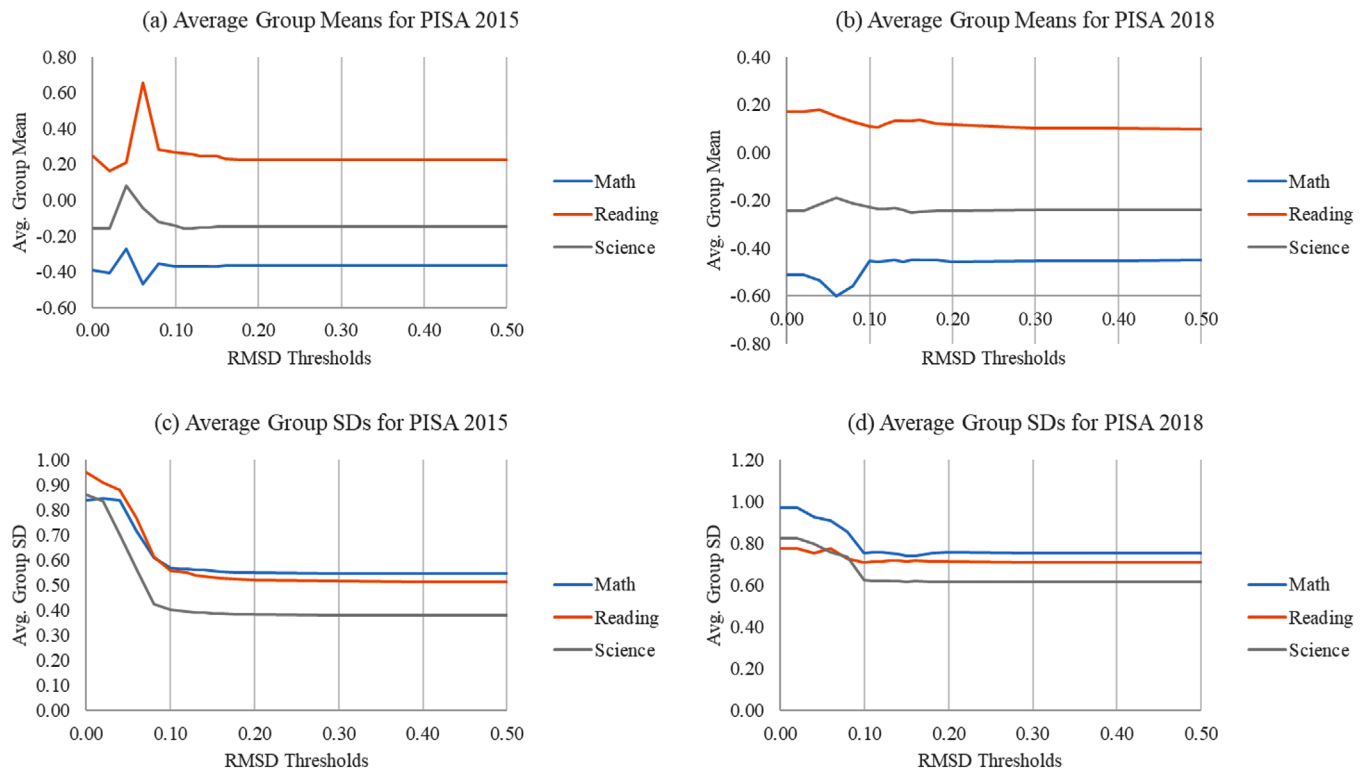 (a) Average Group Means for PISA 2015
Avg. Group Mean
0.80
0.60
0.40
0.20
0.00
-0.20
-0.40
-0.60
0.00 0.10 0.20 0.30 0.40 0.50
RMSD Thresholds
Math
Reading
Science
(b) Average Group Means for PISA 2018
Avg. Group Mean
0.40
0.20
0.00
-0.20
-0.40
-0.60
-0.80
0.00 0.10 0.20 0.30 0.40 0.50
RMSD Thresholds
Math
Reading
Science
(c) Average Group SDs for PISA 2015
Avg. Group SD
1.00
0.90
0.80
0.70
0.60
0.50
0.40
0.30
0.20
0.10
0.00
0.00 0.10 0.20 0.30 0.40 0.50
RMSD Thresholds
Math
Reading
Science
(d) Average Group SDs for PISA 2018
Avg. Group SD
1.20
1.00
0.80
0.60
0.40
0.20
0.00
0.00 0.10 0.20 0.30 0.40 0.50
RMSD Thresholds
Math
Reading
Science